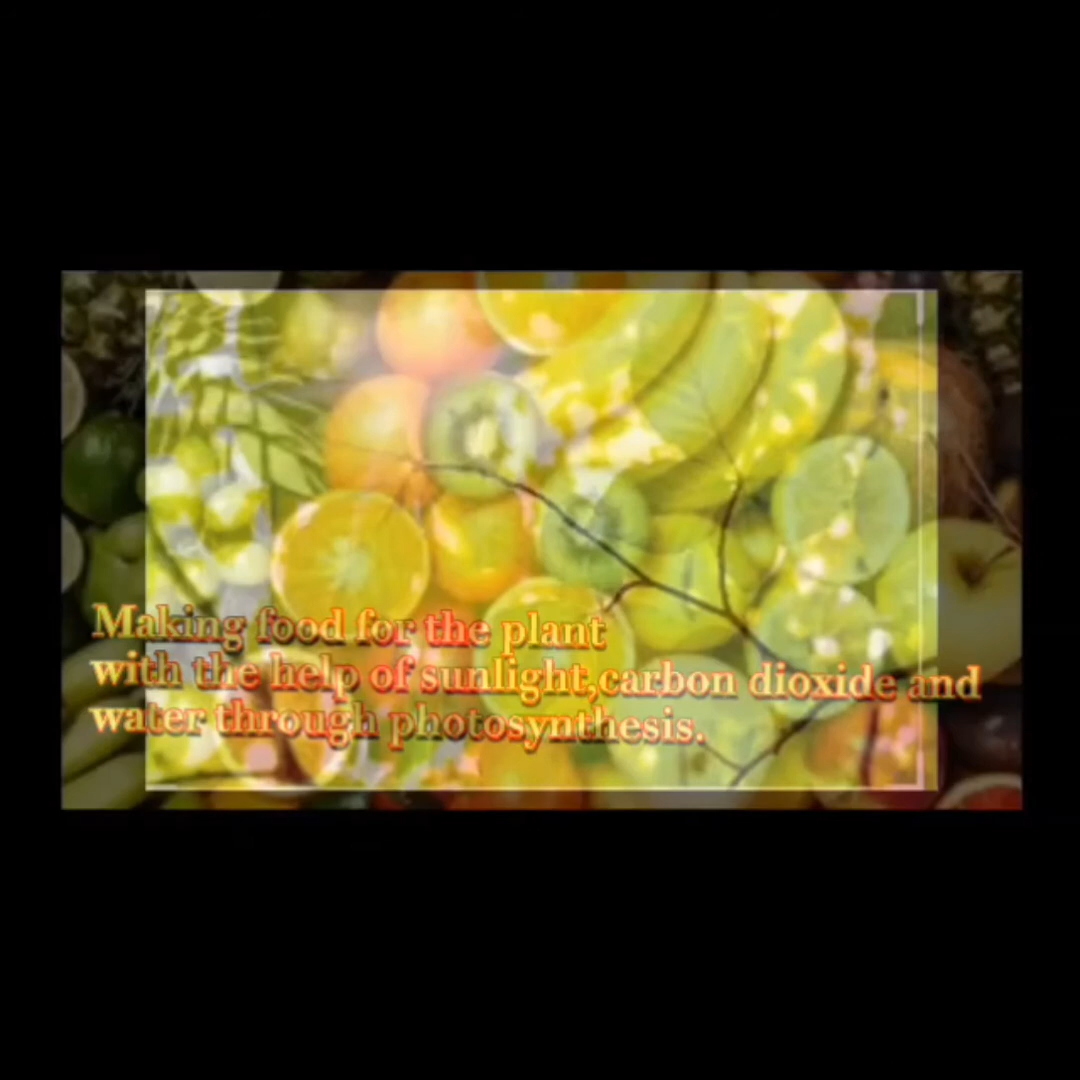 Making food for the plant
with the help of sunlight,carbon dioxide and
water through photosynthesis.